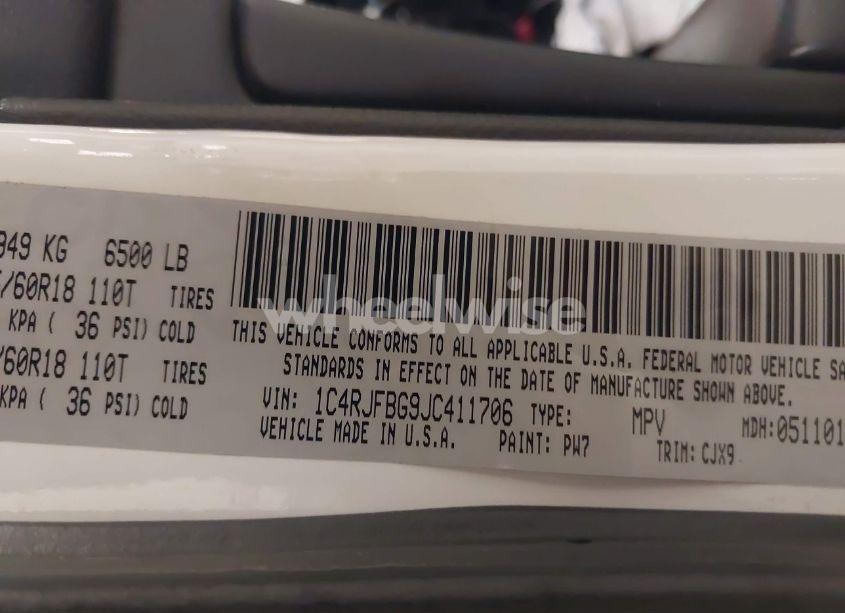 949 KG 6500 LB
/60R18 110T TIRES
KPA ( 36 PSI) COLD
/60R18 110T TIRES
KPA ( 36 PSI) COLD
wheelwise
THIS VEHICLE CONFORMS TO ALL APPLICABLE U.S.A. FEDERAL MOTOR VEHICLE SA
STANDARDS IN EFFECT ON THE DATE OF MANUFACTURE SHOWN ABOVE.
VIN: 1C4RJFBG9JC411706 TYPE: MPV MDH:051101
VEHICLE MADE IN U.S.A. PAINT: PW7 TRIM: CJX9